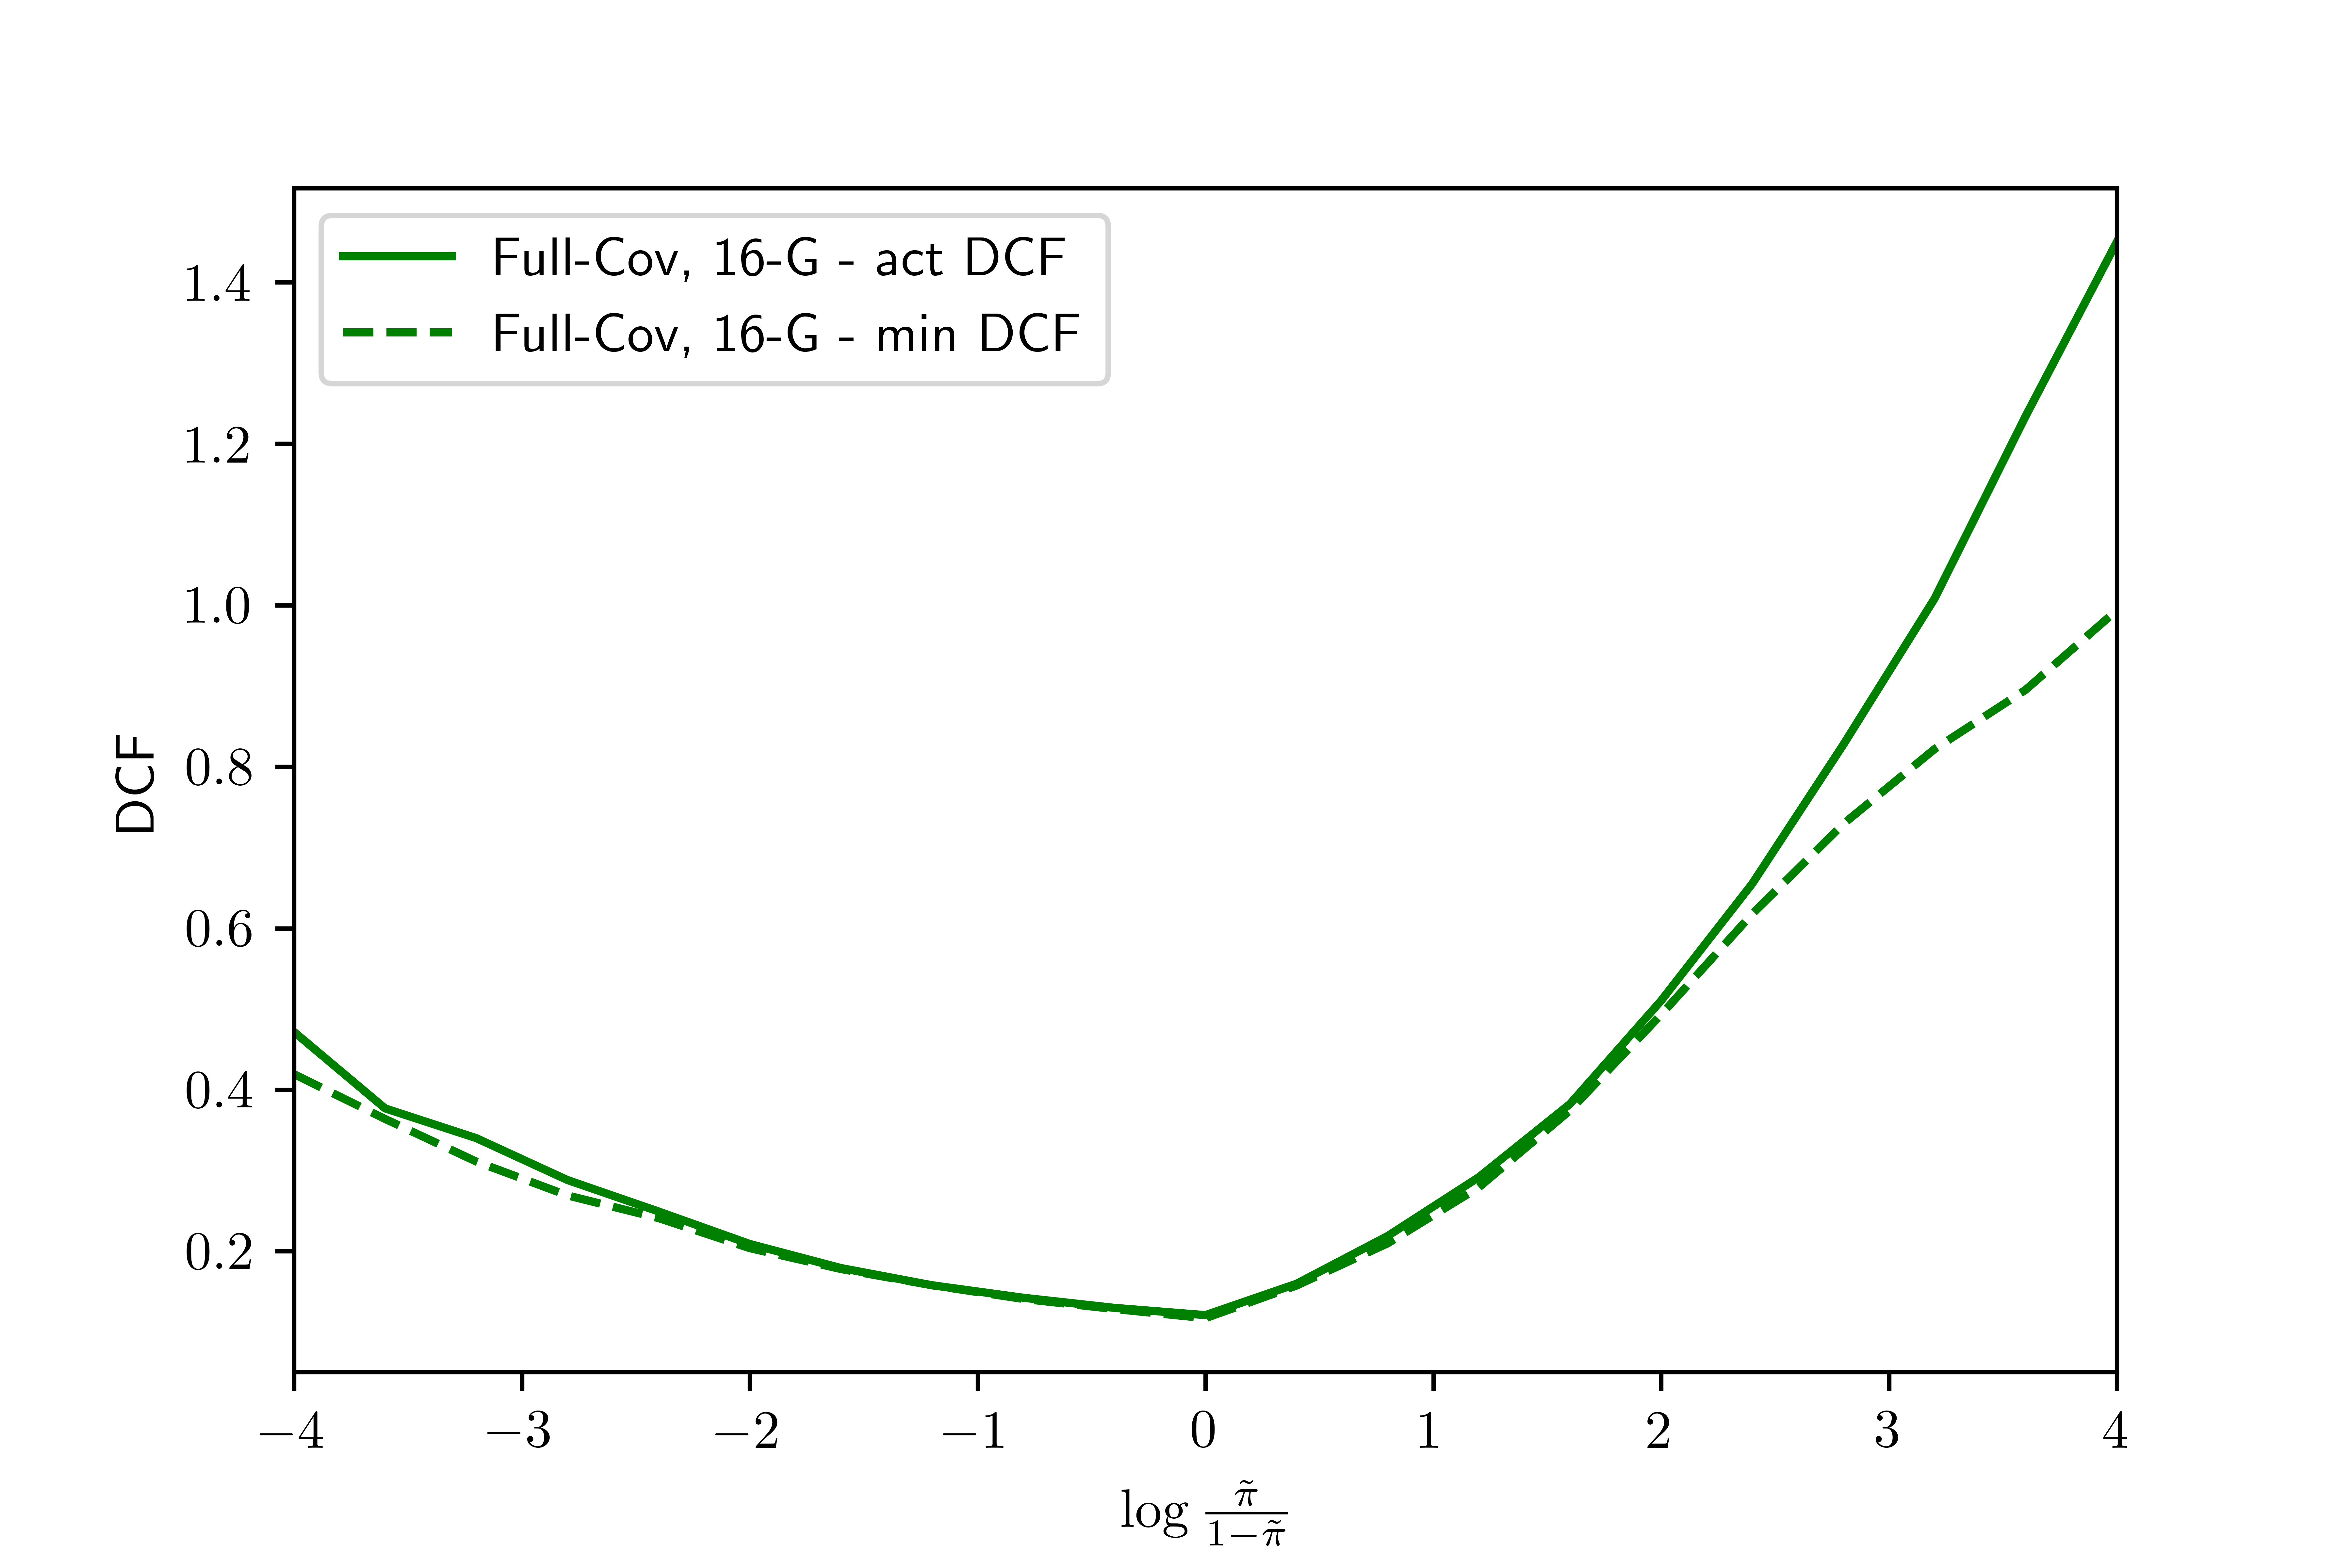 Full-Cov, 16-G - act DCF
Full-Cov, 16-G - min DCF
DCF
1.4
1.2
1.0
0.8
0.6
0.4
0.2
−4 −3 −2 −1 0 1 2 3 4
log π̃/(1−π̃)